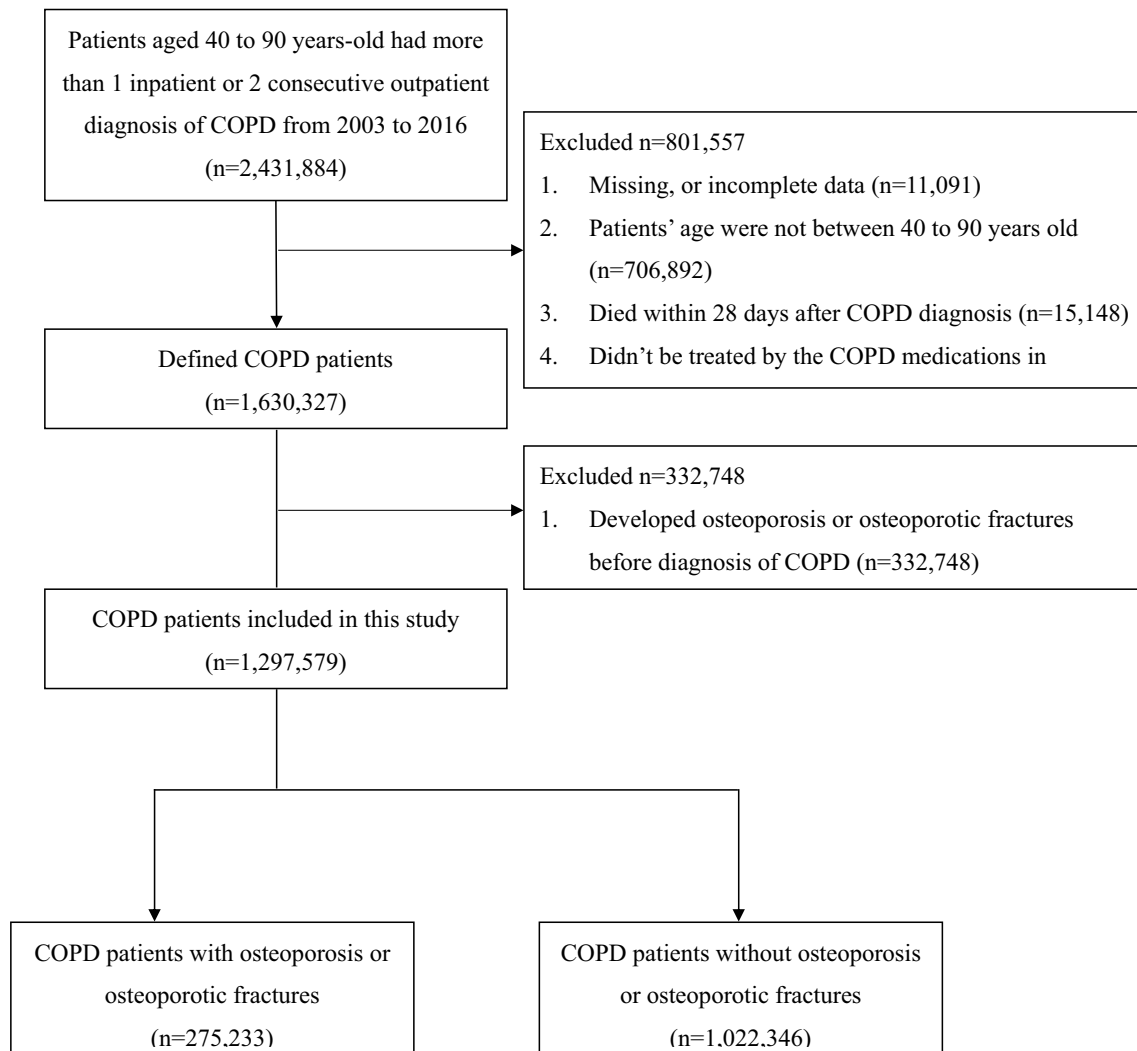 Patients aged 40 to 90 years-old had more
than 1 inpatient or 2 consecutive outpatient
diagnosis of COPD from 2003 to 2016
(n=2,431,884)
Excluded n=801,557
1. Missing, or incomplete data (n=11,091)
2. Patients’ age were not between 40 to 90 years old
(n=706,892)
3. Died within 28 days after COPD diagnosis (n=15,148)
4. Didn’t be treated by the COPD medications in
Defined COPD patients
(n=1,630,327)
Excluded n=332,748
1. Developed osteoporosis or osteoporotic fractures
before diagnosis of COPD (n=332,748)
COPD patients included in this study
(n=1,297,579)
COPD patients with osteoporosis or
osteoporotic fractures
(n=275,233)
COPD patients without osteoporosis
or osteoporotic fractures
(n=1,022,346)